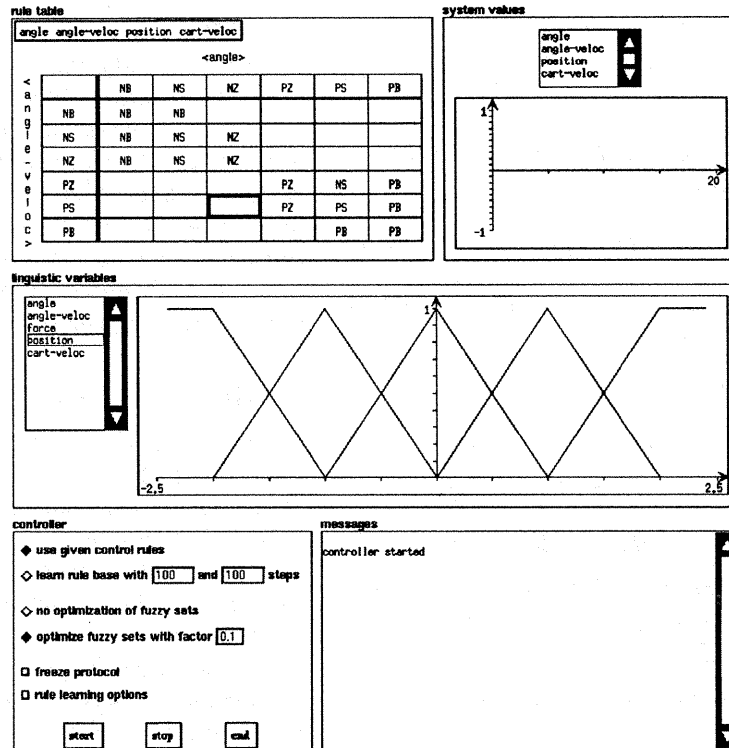 rule table
angle angle-veloc position cart-veloc
<angle>
<angle-veloc>
NB NS NZ PZ PS PB
NB NB NB
NS NB NS NZ
NZ NB NS NZ
PZ PZ NS PB
PS PZ PS PB
PB PB PB
system values
angle
angle-veloc
position
cart-veloc
1
20
-1
linguistic variables
angle
angle-veloc
force
position
cart-veloc
1
-2,5 2,5
controller
use given control rules
learn rule base with 100 and 100 steps
no optimization of fuzzy sets
optimize fuzzy sets with factor 0.1
freeze protocol
rule learning options
start stop end
messages
controller started